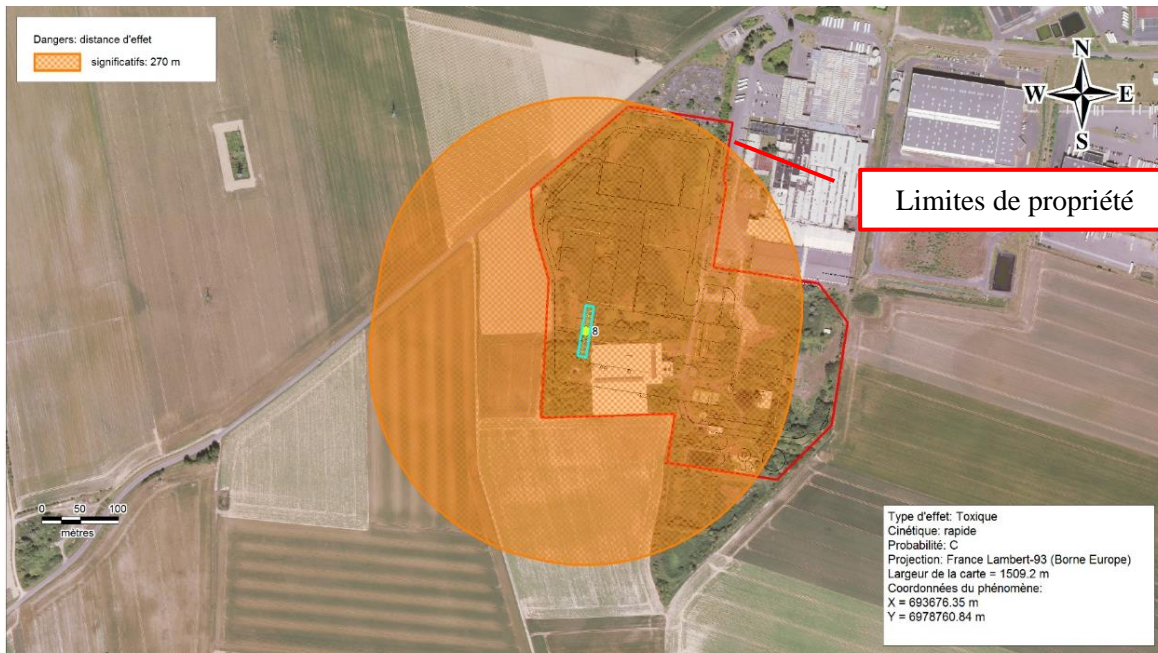 Dangers: distance d'effet
significatifs: 270 m
N
W
E
S
Limites de propriété
8
0 50 100
mètres
Type d'effet: Toxique
Cinétique: rapide
Probabilité: C
Projection: France Lambert-93 (Borne Europe)
Largeur de la carte = 1509.2 m
Coordonnées du phénomène:
X = 693676.35 m
Y = 6978760.84 m